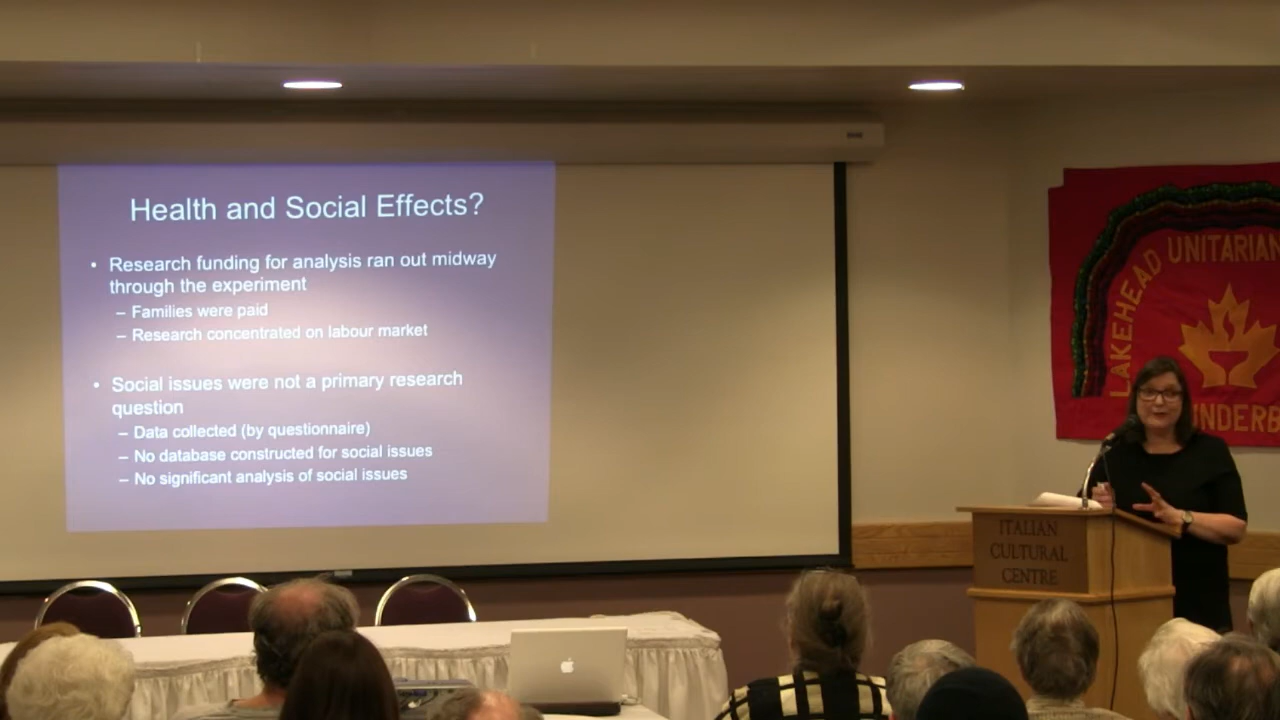 Health and Social Effects?
• Research funding for analysis ran out midway
through the experiment
– Families were paid
– Research concentrated on labour market
• Social issues were not a primary research
question
– Data collected (by questionnaire)
– No database constructed for social issues
– No significant analysis of social issues
LAKEHEAD UNITARIAN
UNDERB
ITALIAN
CULTURAL
CENTRE